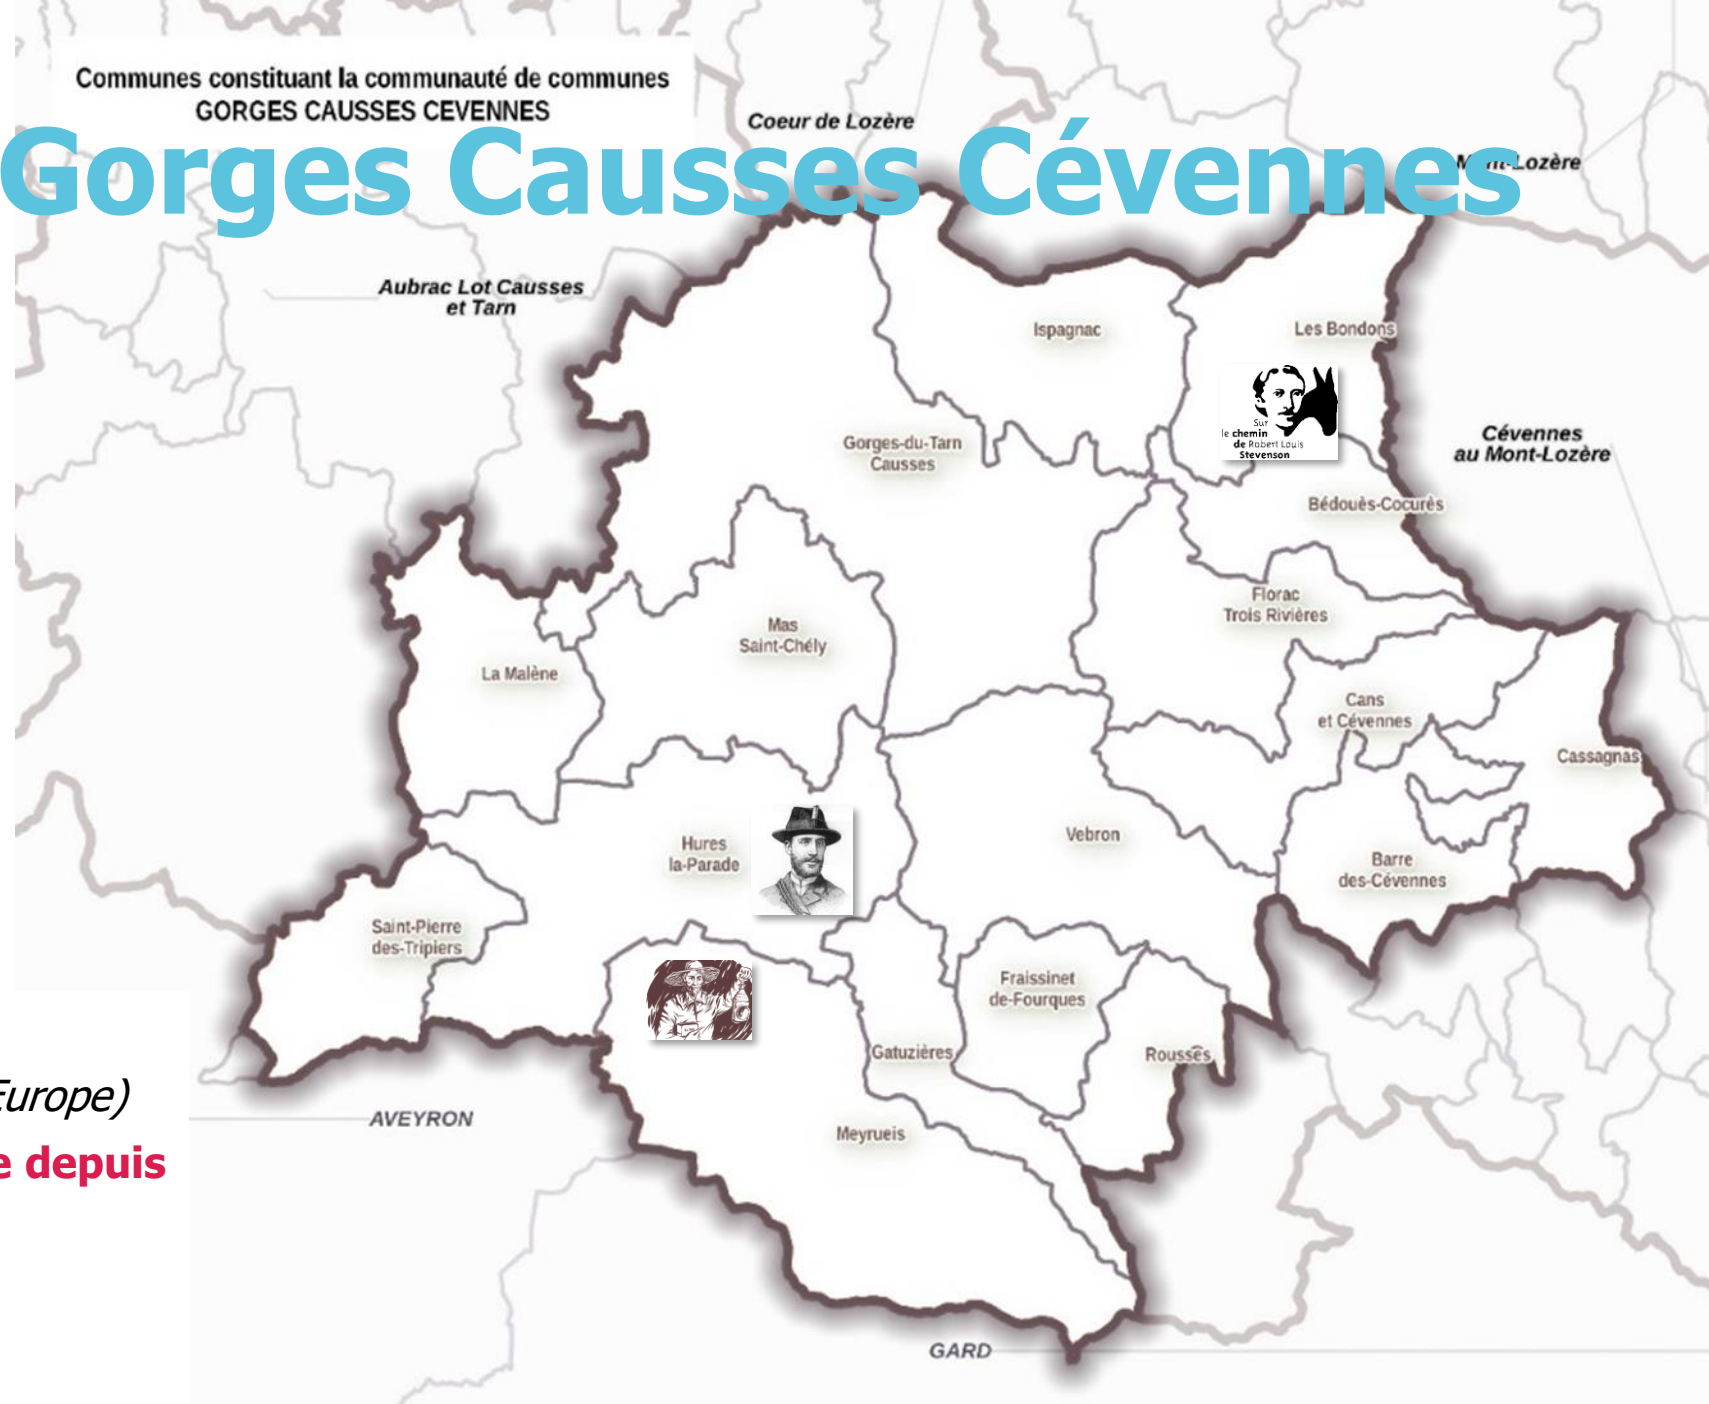 Communes constituant la communauté de communes
GORGES CAUSSES CEVENNES
Gorges Causses Cévennes
Coeur de Lozère
Mont-Lozère
Aubrac Lot Causses
et Tarn
Ispagnac
Les Bondons
Sur
le chemin
de Robert Louis
Stevenson
Gorges-du-Tarn
Causses
Cévennes
au Mont-Lozère
Bédouès-Cocurès
Florac
Trois Rivières
Mas
Saint-Chély
La Malène
Cans
et Cévennes
Cassagnas
Hures
la-Parade
Vebron
Barre
des-Cévennes
Saint-Pierre
des-Tripiers
Fraissinet
de-Fourques
Gatuzières
Rousses
Europe)
AVEYRON
e depuis
Meyrueis
GARD